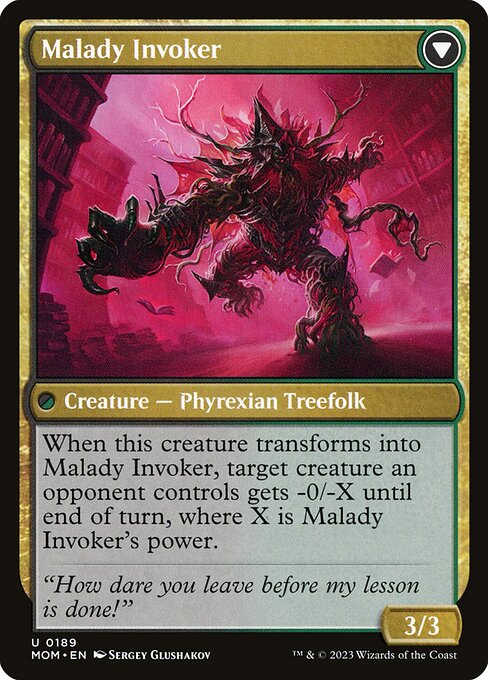 Malady Invoker
Creature — Phyrexian Treefolk
When this creature transforms into
Malady Invoker, target creature an
opponent controls gets -0/-X until
end of turn, where X is Malady
Invoker's power.
“How dare you leave before my lesson
is done!”
3/3
U 0189
MOM • EN Sergey Glushakov
™ & © 2023 Wizards of the Coast